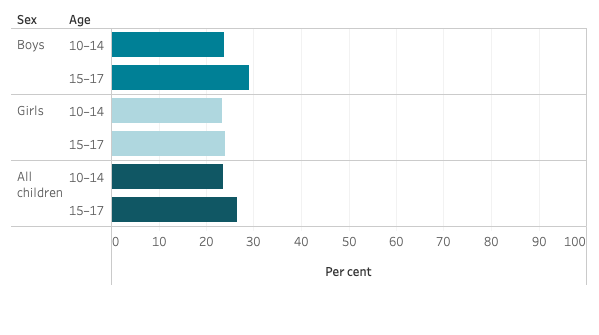 Sex Age
Boys 10–14
15–17
Girls 10–14
15–17
All children 10–14
15–17
0 10 20 30 40 50 60 70 80 90 100
Per cent